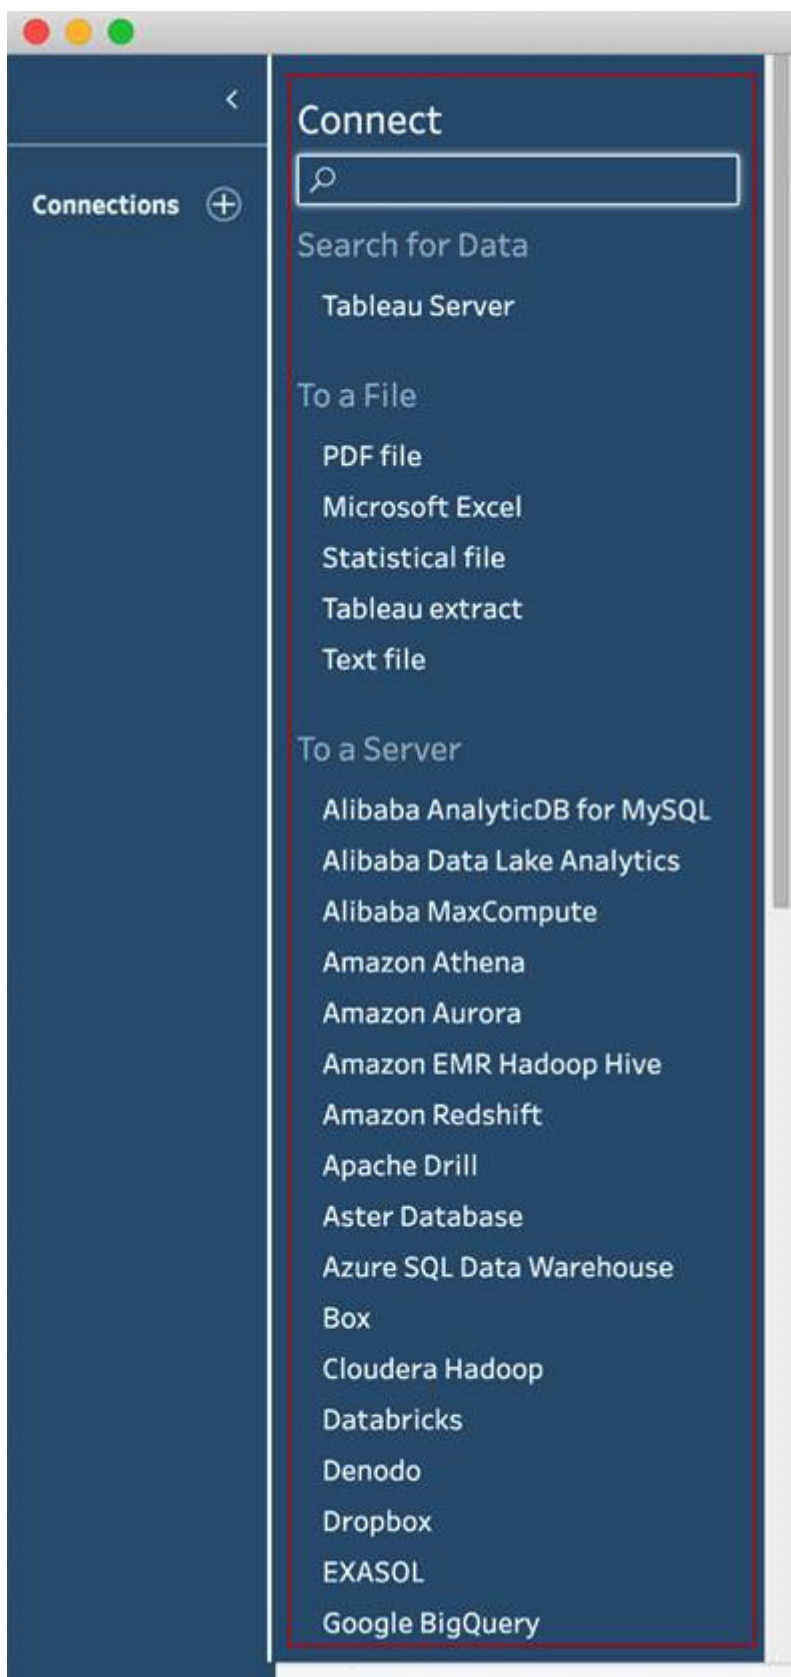 Connections
Connect
Search for Data
Tableau Server
To a File
PDF file
Microsoft Excel
Statistical file
Tableau extract
Text file
To a Server
Alibaba AnalyticDB for MySQL
Alibaba Data Lake Analytics
Alibaba MaxCompute
Amazon Athena
Amazon Aurora
Amazon EMR Hadoop Hive
Amazon Redshift
Apache Drill
Aster Database
Azure SQL Data Warehouse
Box
Cloudera Hadoop
Databricks
Denodo
Dropbox
EXASOL
Google BigQuery